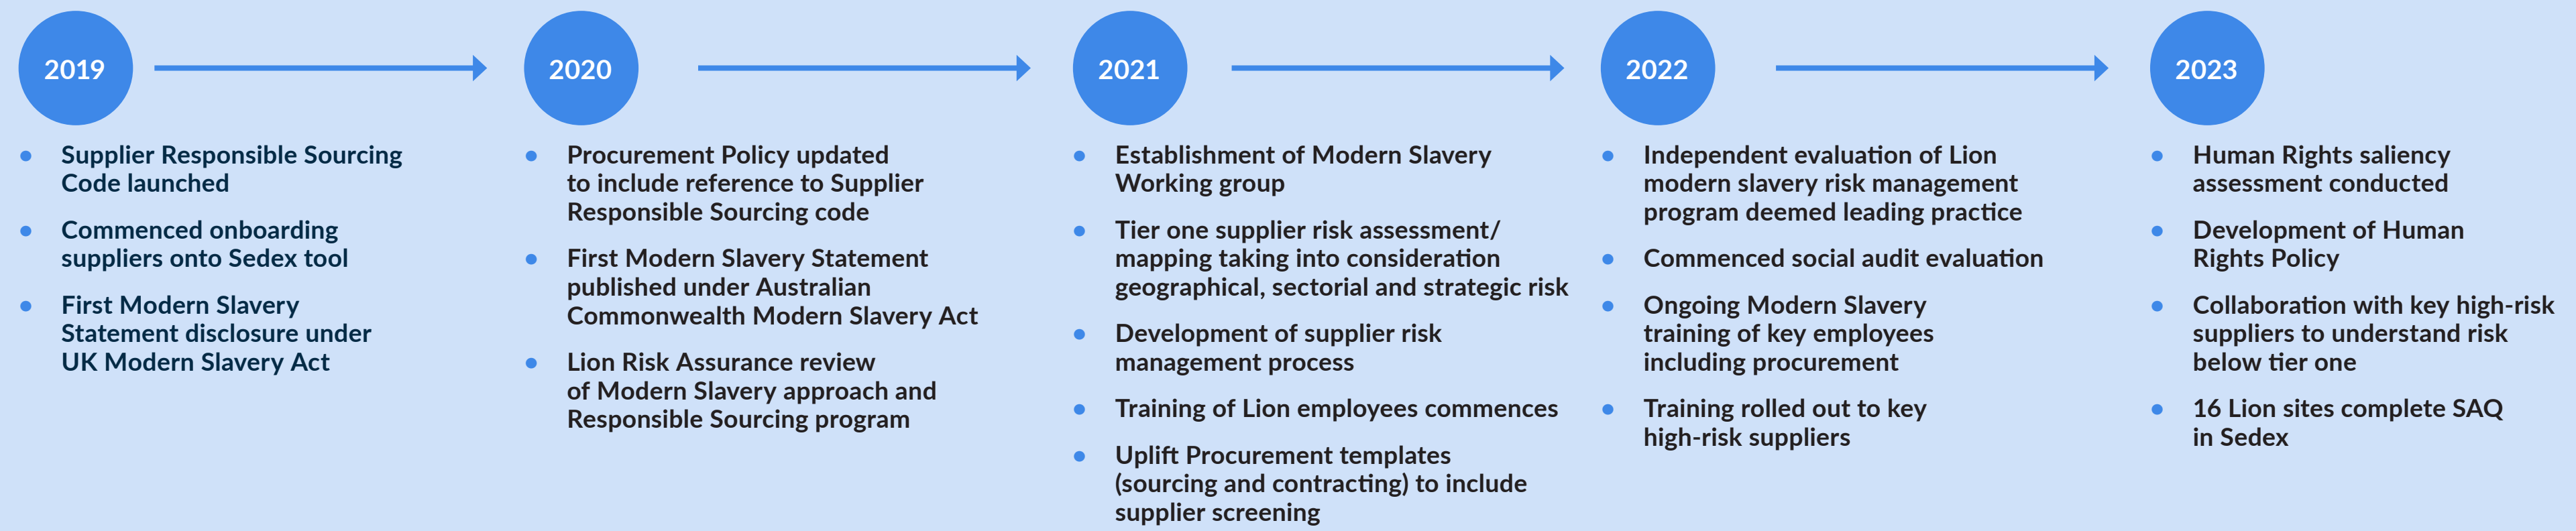 2019
Supplier Responsible Sourcing
Code launched
Commenced onboarding
suppliers onto Sedex tool
First Modern Slavery
Statement disclosure under
UK Modern Slavery Act
2020
Procurement Policy updated
to include reference to Supplier
Responsible Sourcing code
First Modern Slavery Statement
published under Australian
Commonwealth Modern Slavery Act
Lion Risk Assurance review
of Modern Slavery approach and
Responsible Sourcing program
2021
Establishment of Modern Slavery
Working group
Tier one supplier risk assessment/
mapping taking into consideration
geographical, sectorial and strategic risk
Development of supplier risk
management process
Training of Lion employees commences
Uplift Procurement templates
(sourcing and contracting) to include
supplier screening
2022
Independent evaluation of Lion
modern slavery risk management
program deemed leading practice
Commenced social audit evaluation
Ongoing Modern Slavery
training of key employees
including procurement
Training rolled out to key
high-risk suppliers
2023
Human Rights saliency
assessment conducted
Development of Human
Rights Policy
Collaboration with key high-risk
suppliers to understand risk
below tier one
16 Lion sites complete SAQ
in Sedex